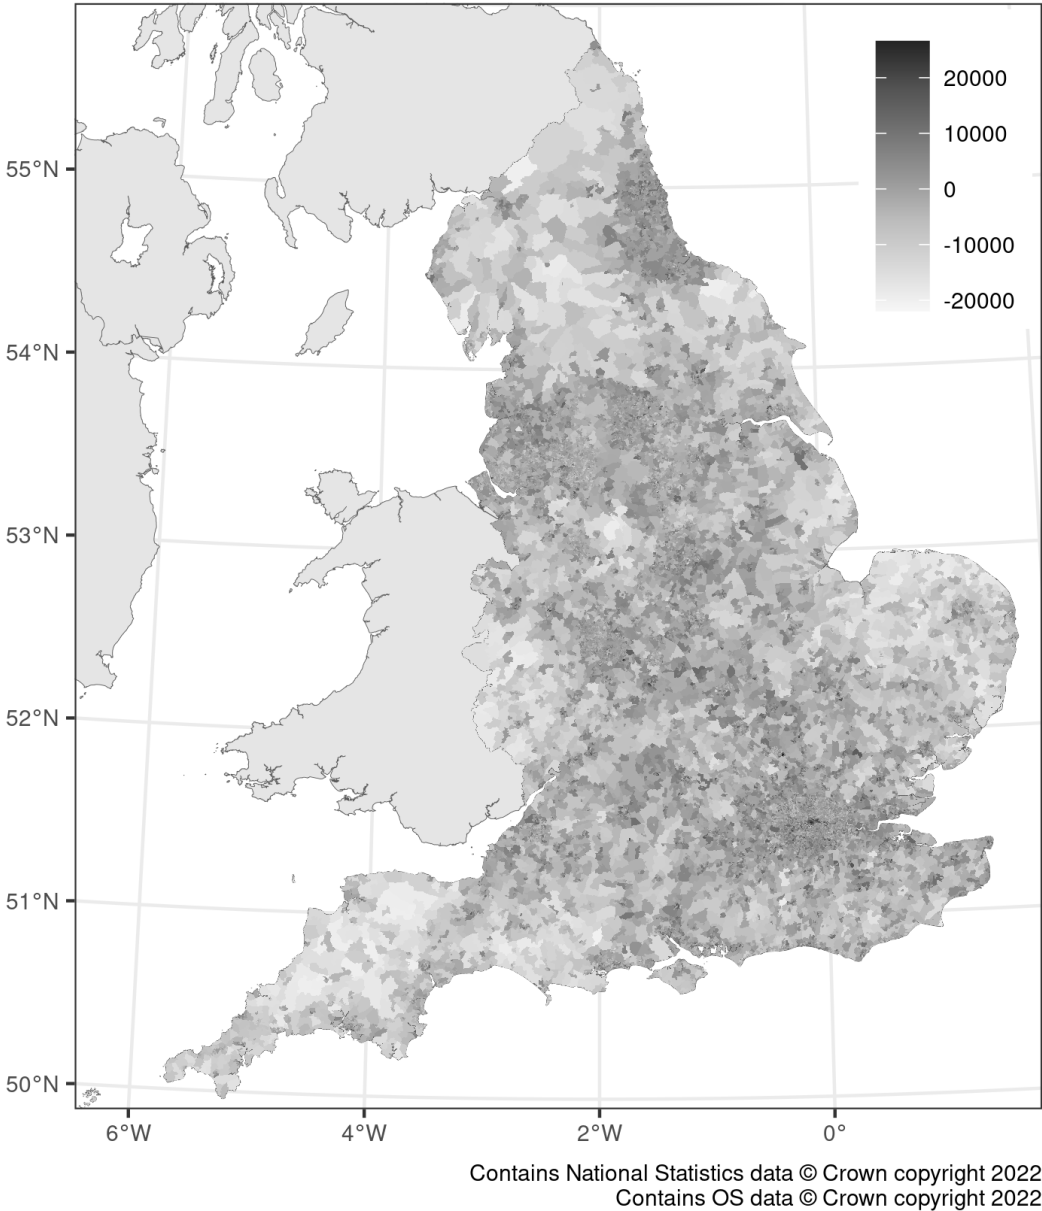 20000
10000
0
-10000
-20000
55°N
54°N
53°N
52°N
51°N
50°N
6°W 4°W 2°W 0°
Contains National Statistics data © Crown copyright 2022
Contains OS data © Crown copyright 2022